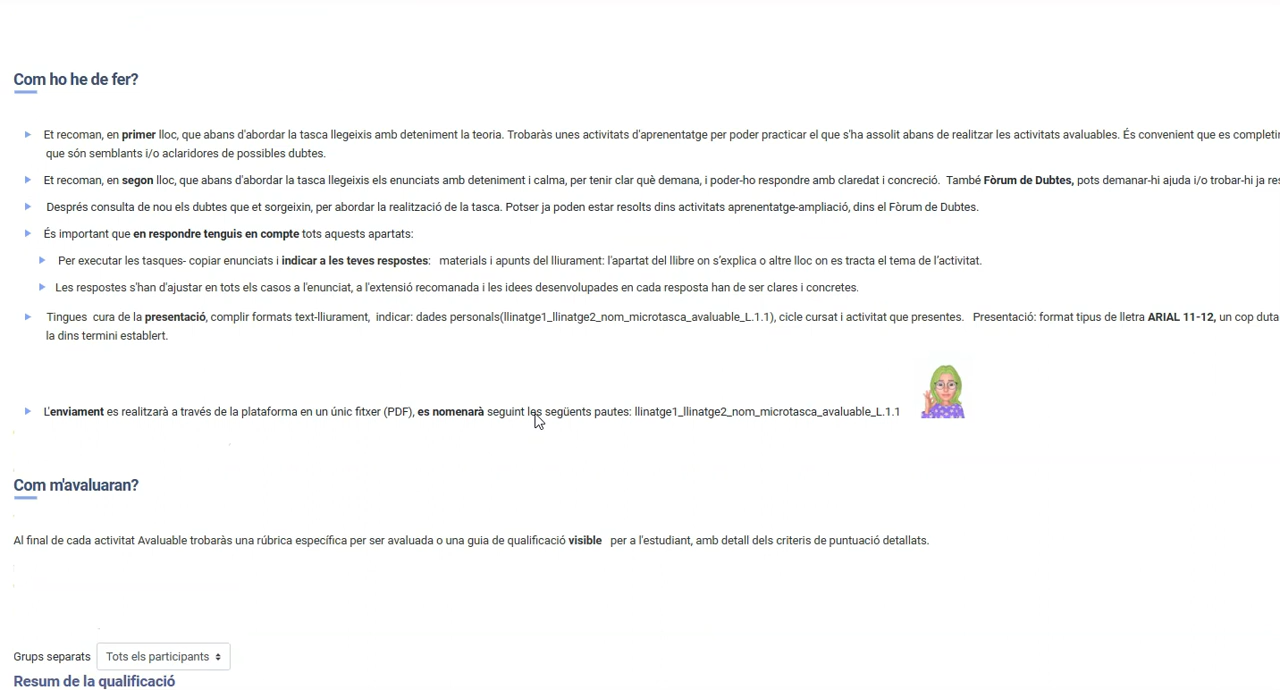 Com ho he de fer?
Et recoman, en primer lloc, que abans d'abordar la tasca llegeixis amb deteniment la teoria. Trobaràs unes activitats d'aprenentatge per poder practicar el que s'ha assolit abans de realitzar les activitats avaluables. És convenient que es
que són semblants i/o aclaridores de possibles dubtes.
Et recoman, en segon lloc, que abans d'abordar la tasca llegeixis els enunciats amb deteniment i calma, per tenir clar què demana, i poder-ho respondre amb claredat i concreció. També Fòrum de Dubtes, pots demanar-hi ajuda i/o trobar-hi ja
Després consulta de nou els dubtes que et sorgeixin, per abordar la realització de la tasca. Potser ja poden estar resolts dins activitats aprenentatge-ampliació, dins el Fòrum de Dubtes.
És important que en respondre tenguis en compte tots aquests apartats:
Per executar les tasques- copiar enunciats i indicar a les teves respostes: materials i apunts del lliurament: l'apartat del llibre on s'explica o altre lloc on es tracta el tema de l'activitat.
Les respostes s'han d'ajustar en tots els casos a l'enunciat, a l'extensió recomanada i les idees desenvolupades en cada resposta han de ser clares i concretes.
Tingues cura de la presentació, complir formats text-lliurament, indicar: dades personals(llinatge1_llinatge2_nom_microtasca_avaluable_L.1.1), cicle cursat i activitat que presentes. Presentació: format tipus de lletra ARIAL 11-12, un cop duta
la dins termini establert.
L'enviament es realitzarà a través de la plataforma en un únic fitxer (PDF), es nomenarà seguint les següents pautes: llinatge1_llinatge2_nom_microtasca_avaluable_L.1.1
Com m'avaluaran?
Al final de cada activitat Avaluable trobaràs una rúbrica específica per ser avaluada o una guia de qualificació visible per a l'estudiant, amb detall dels criteris de puntuació detallats.
Grups separats Tots els participants
Resum de la qualificació